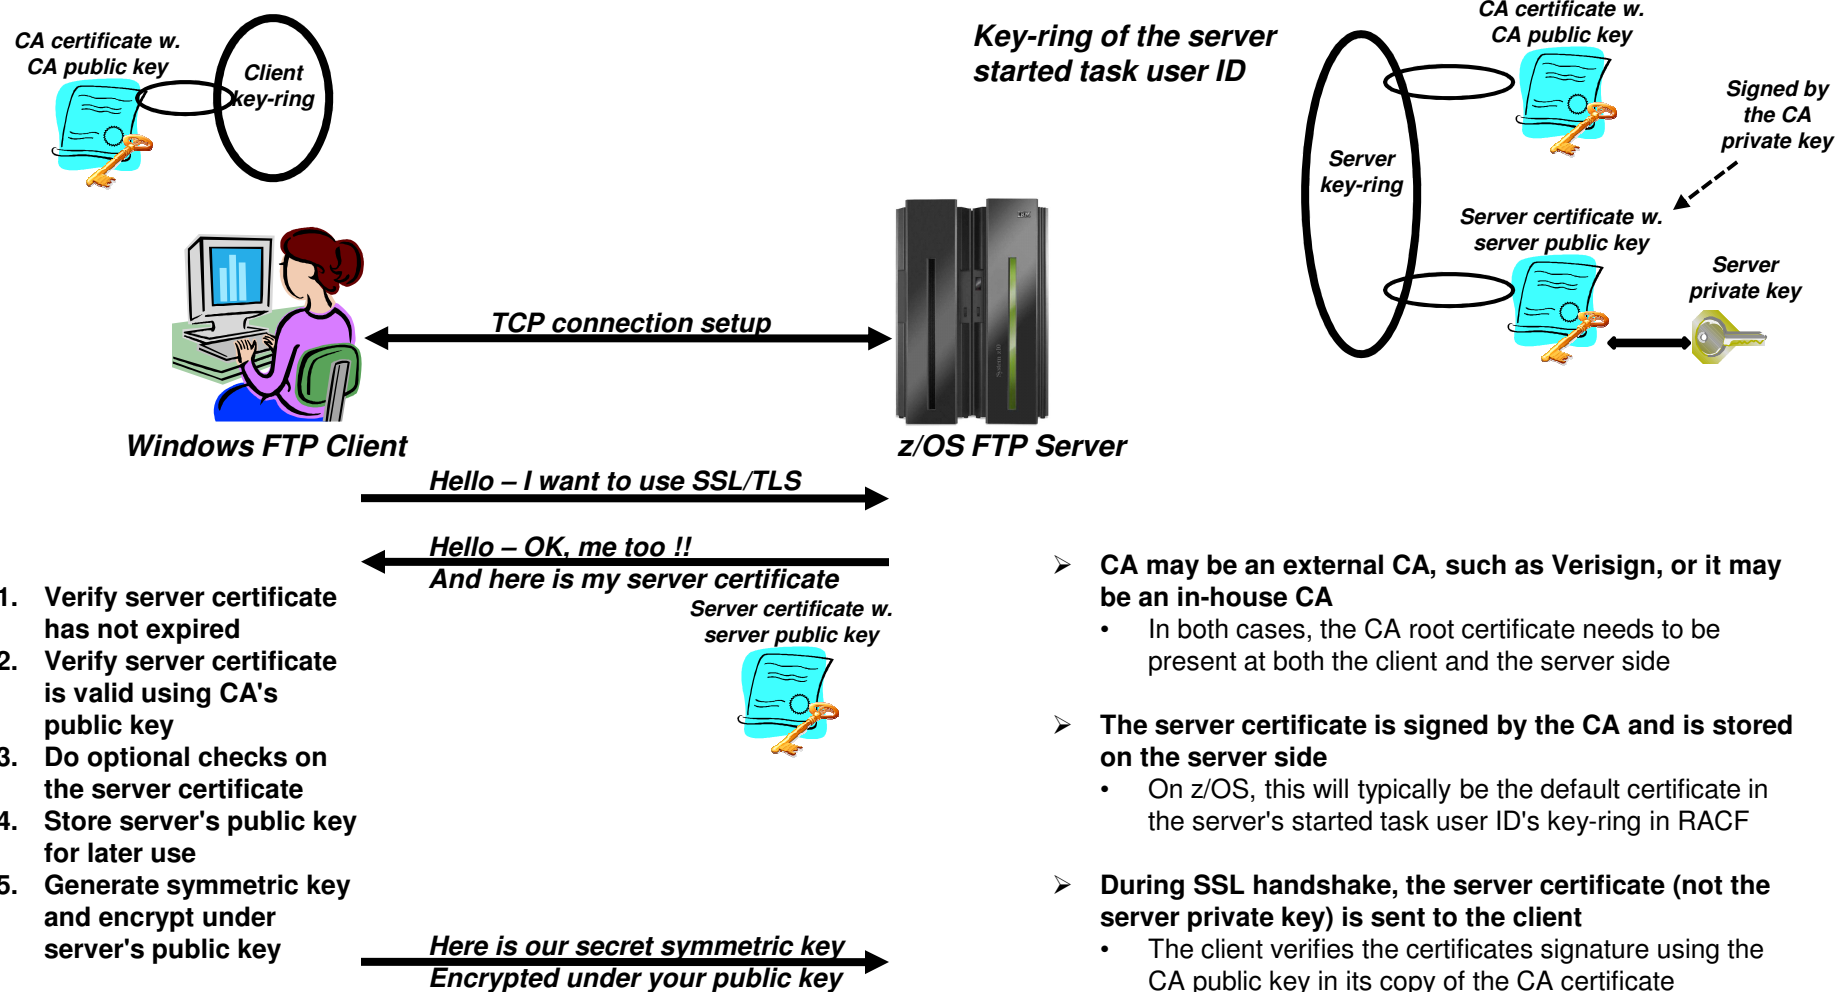 CA certificate w.
CA public key
Client
key-ring
Key-ring of the server
started task user ID
CA certificate w.
CA public key
Signed by
the CA
private key
Server
key-ring
Server certificate w.
server public key
Server
private key
TCP connection setup
Windows FTP Client
z/OS FTP Server
Hello – I want to use SSL/TLS
Hello – OK, me too !!
And here is my server certificate
Server certificate w.
server public key
1. Verify server certificate
has not expired
2. Verify server certificate
is valid using CA's
public key
3. Do optional checks on
the server certificate
4. Store server's public key
for later use
5. Generate symmetric key
and encrypt under
server's public key
Here is our secret symmetric key
Encrypted under your public key
➢ CA may be an external CA, such as Verisign, or it may
be an in-house CA
• In both cases, the CA root certificate needs to be
present at both the client and the server side
➢ The server certificate is signed by the CA and is stored
on the server side
• On z/OS, this will typically be the default certificate in
the server's started task user ID's key-ring in RACF
➢ During SSL handshake, the server certificate (not the
server private key) is sent to the client
• The client verifies the certificates signature using the
CA public key in its copy of the CA certificate